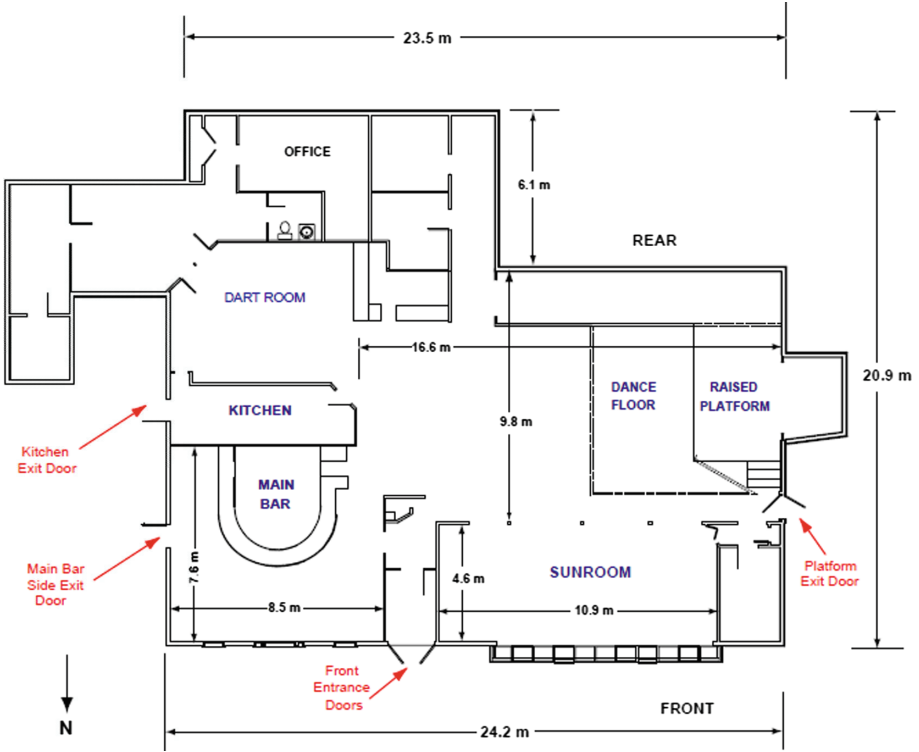 23.5 m
OFFICE
6.1 m
REAR
DART ROOM
16.6 m
20.9 m
DANCE
FLOOR
RAISED
PLATFORM
KITCHEN
9.8 m
Kitchen
Exit Door
MAIN
BAR
Main Bar
Side Exit
Door
7.6 m
4.6 m
SUNROOM
Platform
Exit Door
8.5 m
10.9 m
Front
Entrance
Doors
N
FRONT
24.2 m